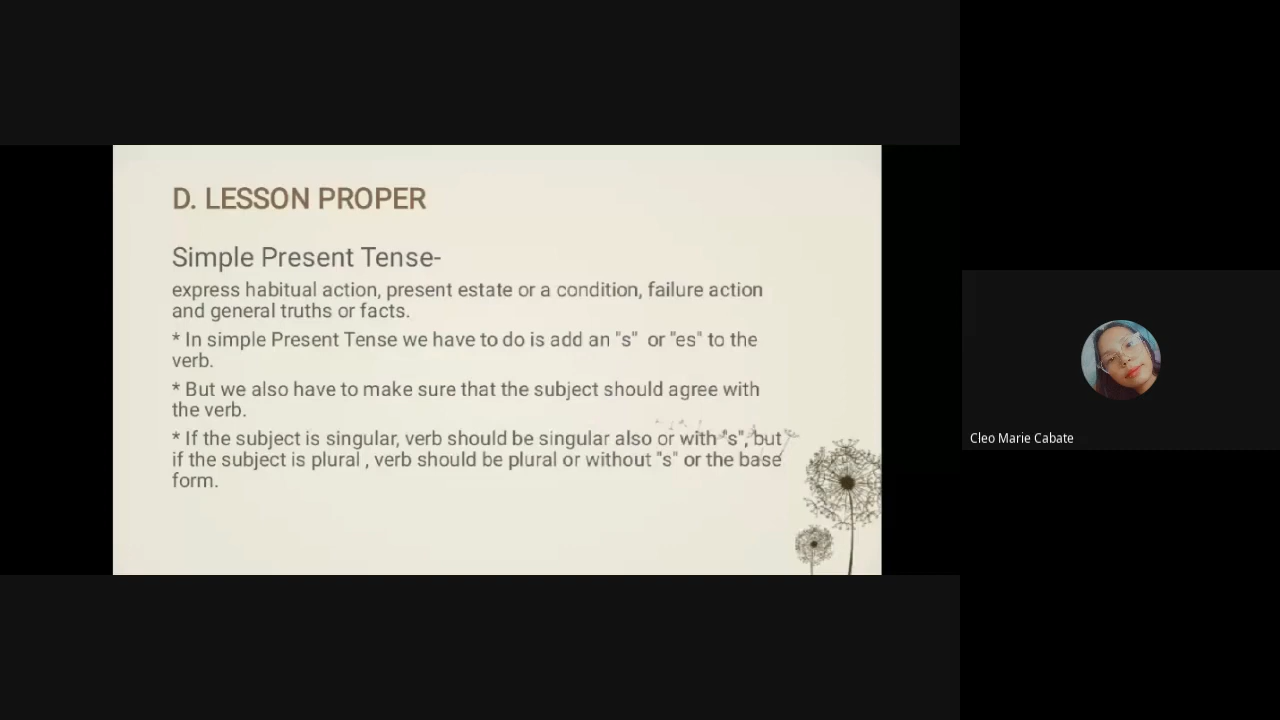 D. LESSON PROPER
Simple Present Tense-
express habitual action, present estate or a condition, failure action
and general truths or facts.
* In simple Present Tense we have to do is add an "s"  or "es" to the
verb.
* But we also have to make sure that the subject should agree with
the verb.
* If the subject is singular, verb should be singular also or with "s", but
if the subject is plural , verb should be plural or without "s" or the base
form.
Cleo Marie Cabate